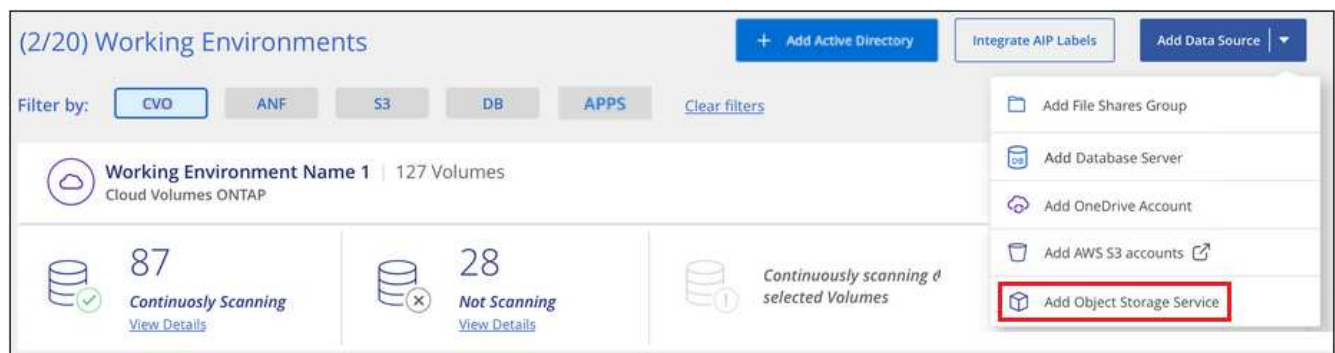 (2/20) Working Environments
+ Add Active Directory
Integrate AIP Labels
Add Data Source
Filter by:
CVO
ANF
S3
DB
APPS
Clear filters
Add File Shares Group
DB
Add Database Server
Working Environment Name 1 | 127 Volumes
Cloud Volumes ONTAP
Add OneDrive Account
Add AWS S3 accounts
Add Object Storage Service
87
Continuosly Scanning
View Details
28
Not Scanning
View Details
Continuously scanning
selected Volumes